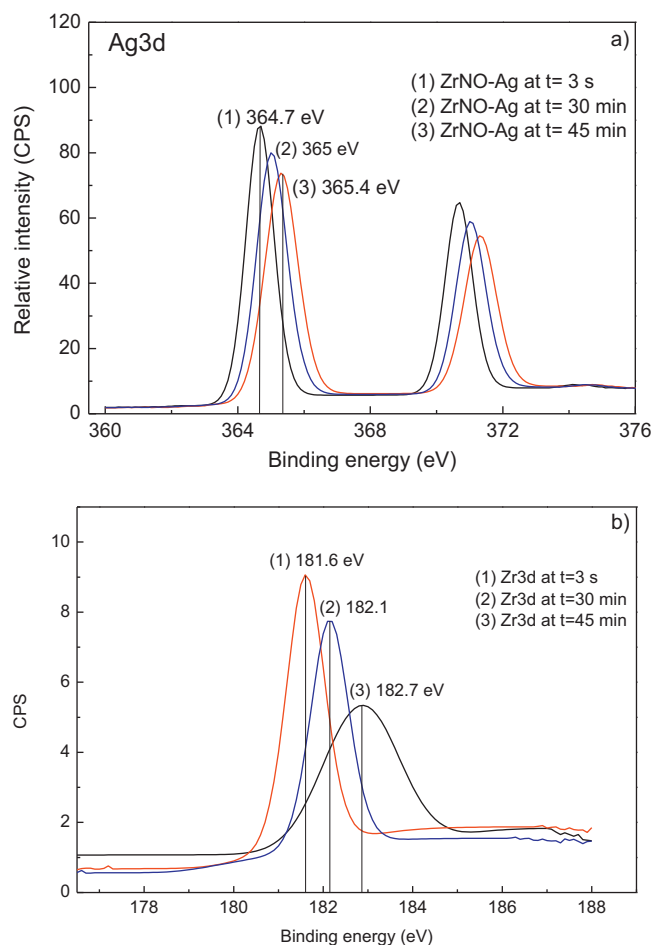 Ag3d
a)
120
100
80
60
40
20
0
Relative intensity (CPS)
(1) ZrNO-Ag at t= 3 s
(2) ZrNO-Ag at t= 30 min
(3) ZrNO-Ag at t= 45 min
(1) 364.7 eV
(2) 365 eV
(3) 365.4 eV
360 364 368 372 376
Binding energy (eV)
b)
10
8
6
4
2
0
CPS
(1) 181.6 eV
(2) 182.1
(3) 182.7 eV
(1) Zr3d at t=3 s
(2) Zr3d at t=30 min
(3) Zr3d at t=45 min
178 180 182 184 186 188
Binding energy (eV)